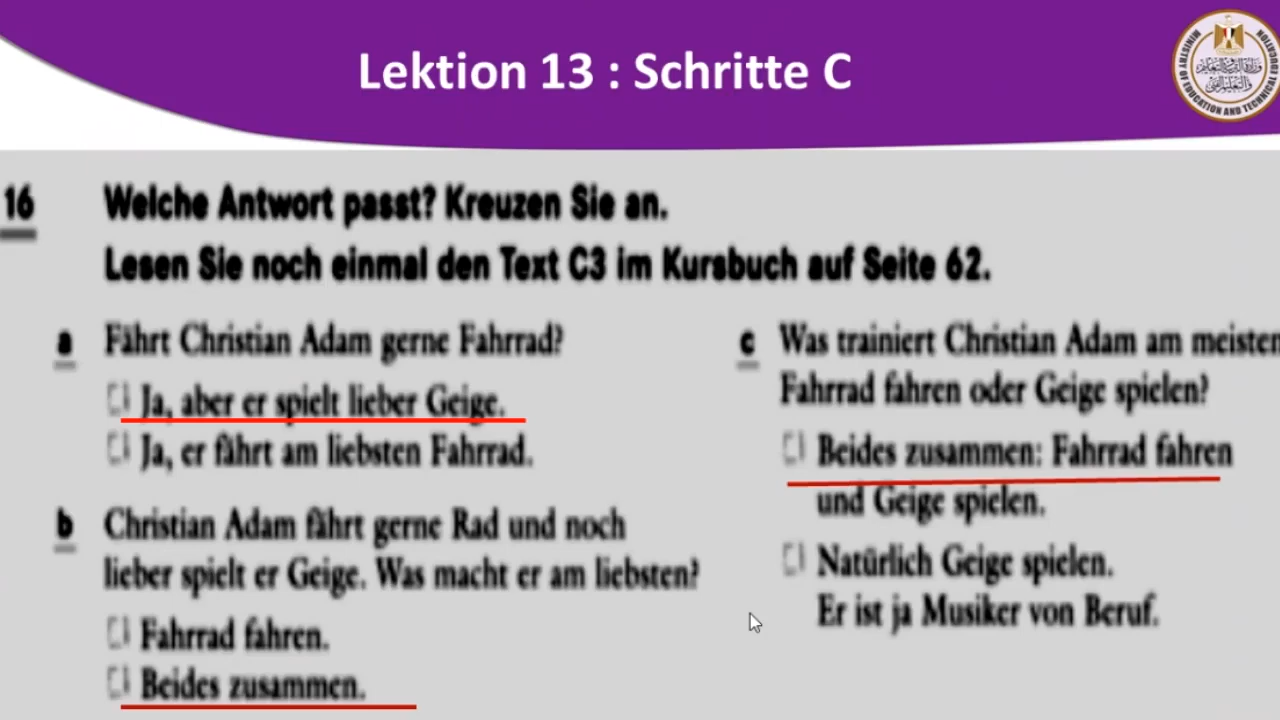 Lektion 13 : Schritte C
16 Welche Antwort passt? Kreuzen Sie an.
Lesen Sie noch einmal den Text C3 im Kursbuch auf Seite 62.
a Fährt Christian Adam gerne Fahrrad?
Ja, aber er spielt lieber Geige.
Ja, er fährt am liebsten Fahrrad.
b Christian Adam fährt gerne Rad und noch
lieber spielt er Geige. Was macht er am liebsten?
Fahrrad fahren.
Beides zusammen.
c Was trainiert Christian Adam am meisten
Fahrrad fahren oder Geige spielen?
Beides zusammen: Fahrrad fahren
und Geige spielen.
Natürlich Geige spielen.
Er ist ja Musiker von Beruf.